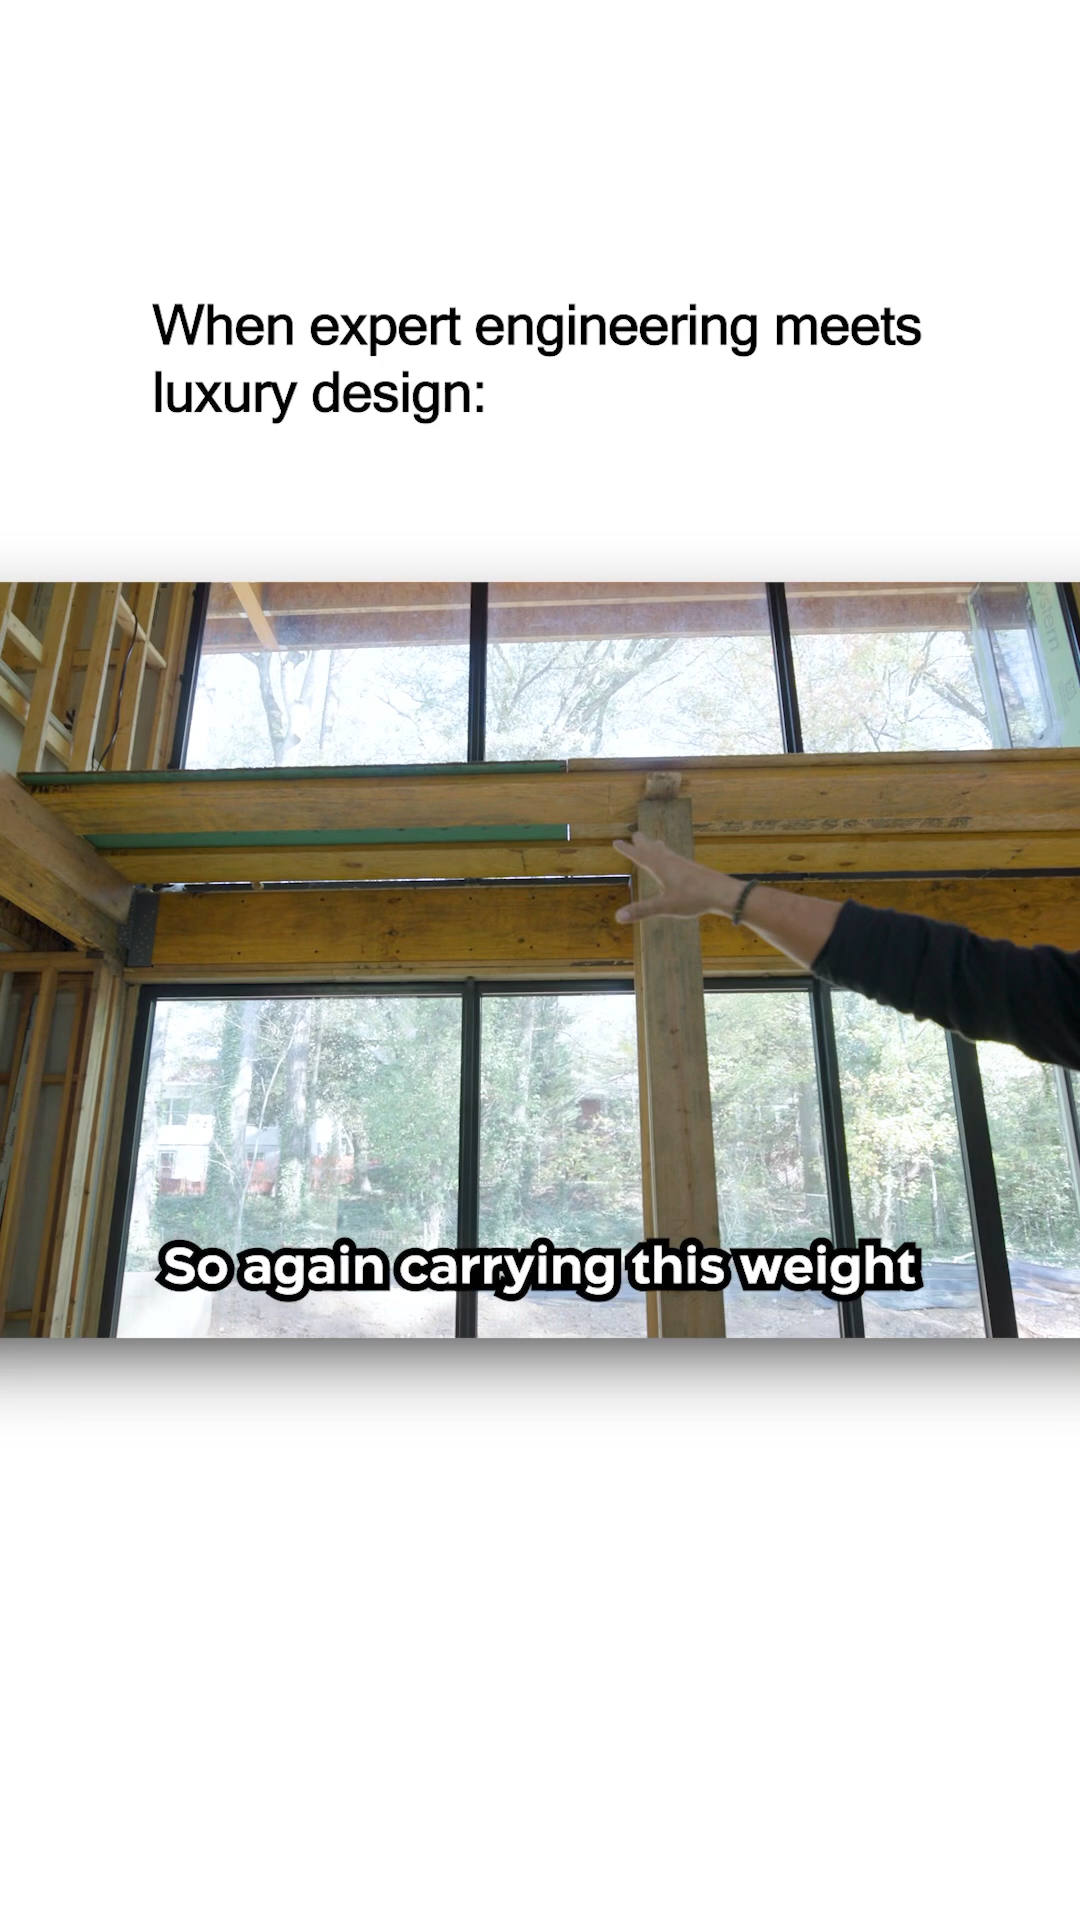 When expert engineering meets
luxury design:
So again carrying this weight